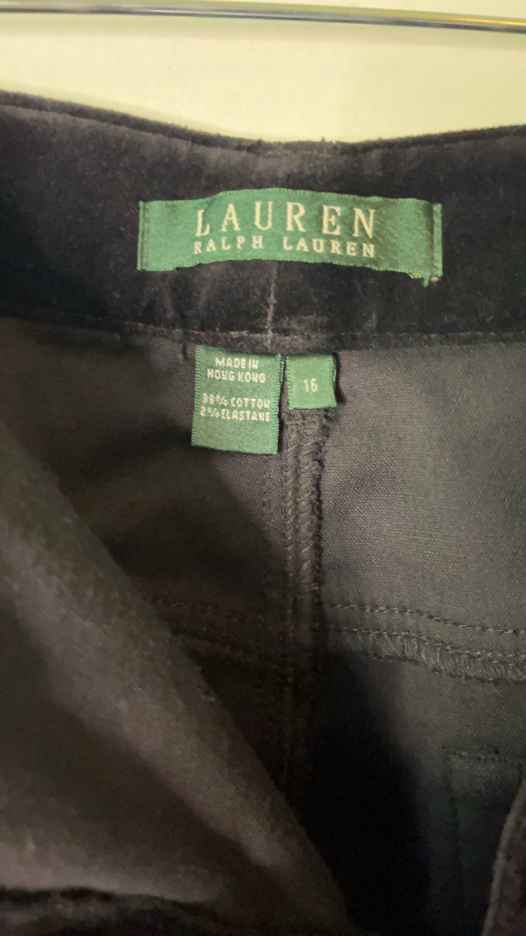 LAUREN
RALPH LAUREN
MADE IN
HONG KONG
98% COTTON
2% ELASTANE
16